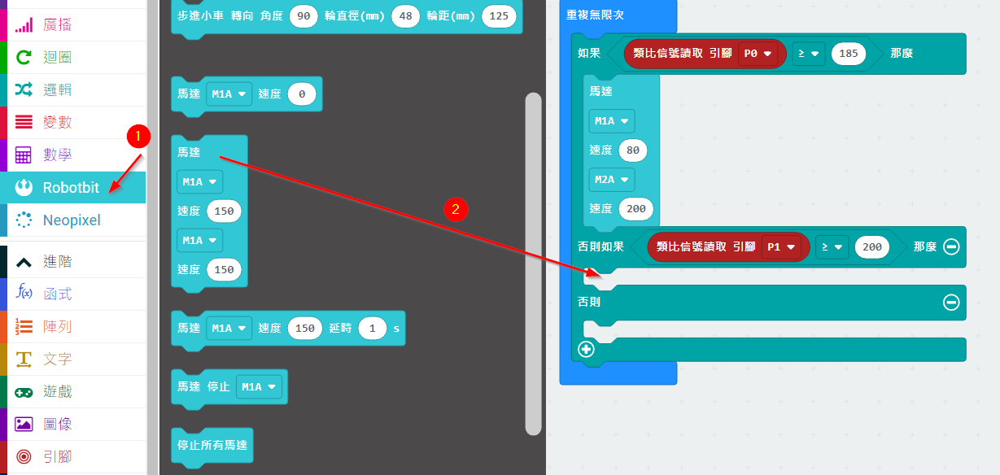 廣播
迴圈
邏輯
變數
數學
Robotbit
Neopixel
進階
函式
陣列
文字
遊戲
圖像
引腳
1
步進小車 轉向 角度 90 輪直徑(mm) 48 輪距(mm) 125
馬達 M1A 速度 0
馬達
M1A
速度 150
M1A
速度 150
馬達 M1A 速度 150 延時 1 s
馬達 停止 M1A
停止所有馬達
2
重複無限次
如果 類比信號讀取 引腳 P0 ≥ 185 那麼
馬達
M1A
速度 80
M2A
速度 200
否則如果 類比信號讀取 引腳 P1 ≥ 200 那麼
否則